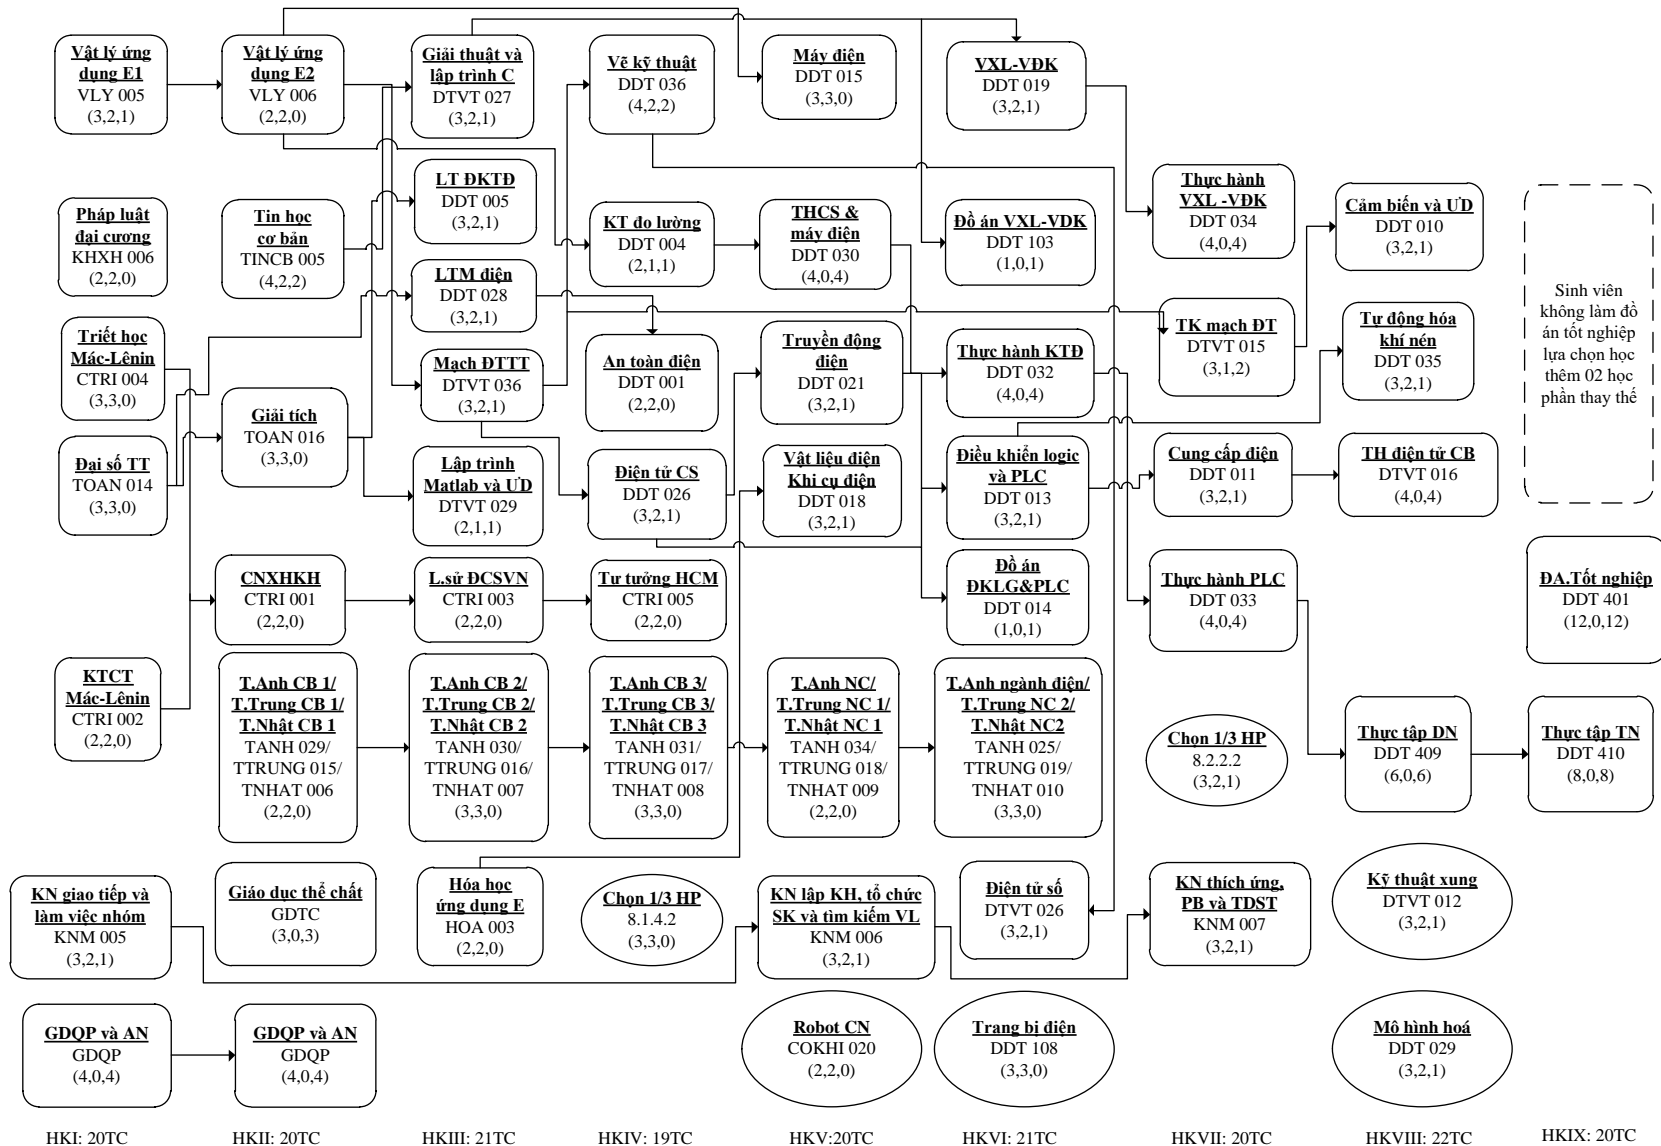 Vật lý ứng
dụng E1
VLY 005
(3,2,1)
Pháp luật
đại cương
KHXH 006
(2,2,0)
Triết học
Mác-Lênin
CTRI 004
(3,3,0)
Đại số TT
TOAN 014
(3,3,0)
KTCT
Mác-Lênin
CTRI 002
(2,2,0)
KN giao tiếp và
làm việc nhóm
KNM 005
(3,2,1)
GDQP và AN
GDQP
(4,0,4)
HKI: 20TC
Vật lý ứng
dụng E2
VLY 006
(2,2,0)
Tin học
cơ bản
TINCB 005
(4,2,2)
Giải tích
TOAN 016
(3,3,0)
CNXHKH
CTRI 001
(2,2,0)
T.Anh CB 1/
T.Trung CB 1/
T.Nhật CB 1
TANH 029/
TTRUNG 015/
TNHAT 006
(2,2,0)
Giáo dục thể chất
GDTC
(3,0,3)
GDQP và AN
GDQP
(4,0,4)
HKII: 20TC
Giải thuật và
lập trình C
DTVT 027
(3,2,1)
LT ĐKTĐ
DDT 005
(3,2,1)
LTM điện
DDT 028
(3,2,1)
Mạch ĐTTT
DTVT 036
(3,2,1)
Lập trình
Matlab và UD
DTVT 029
(2,1,1)
L.sử ĐCSVN
CTRI 003
(2,2,0)
T.Anh CB 2/
T.Trung CB 2/
T.Nhật CB 2
TANH 030/
TTRUNG 016/
TNHAT 007
(3,3,0)
Hóa học
ứng dụng E
HOA 003
(2,2,0)
HKIII: 21TC
Vẽ kỹ thuật
DDT 036
(4,2,2)
KT đo lường
DDT 004
(2,1,1)
An toàn điện
DDT 001
(2,2,0)
Điện tử CS
DDT 026
(3,2,1)
Tư tưởng HCM
CTRI 005
(2,2,0)
T.Anh CB 3/
T.Trung CB 3/
T.Nhật CB 3
TANH 031/
TTRUNG 017/
TNHAT 008
(3,3,0)
Chọn 1/3 HP
8.1.4.2
(3,3,0)
HKIV: 19TC
Máy điện
DDT 015
(3,3,0)
THCS &
máy điện
DDT 030
(4,0,4)
Truyền động
điện
DDT 021
(3,2,1)
Vật liệu điện
Khi cụ điện
DDT 018
(3,2,1)
T.Anh NC/
T.Trung NC 1/
T.Nhật NC 1
TANH 034/
TTRUNG 018/
TNHAT 009
(2,2,0)
KN lập KH, tổ chức
SK và tìm kiếm VL
KNM 006
(3,2,1)
Robot CN
COKHI 020
(2,2,0)
HKV:20TC
VXL-VĐK
DDT 019
(3,2,1)
Đồ án VXL-VDK
DDT 103
(1,0,1)
Thực hành KTĐ
DDT 032
(4,0,4)
Điều khiển logic
và PLC
DDT 013
(3,2,1)
Đồ án
ĐKLG&PLC
DDT 014
(1,0,1)
T.Anh ngành điện/
T.Trung NC 2/
T.Nhật NC2
TANH 025/
TTRUNG 019/
TNHAT 010
(3,3,0)
Điện tử số
DTVT 026
(3,2,1)
Trang bị điện
DDT 108
(3,3,0)
HKVI: 21TC
Thực hành
VXL -VĐK
DDT 034
(4,0,4)
TK mạch ĐT
DTVT 015
(3,1,2)
Cung cấp điện
DDT 011
(3,2,1)
Thực hành PLC
DDT 033
(4,0,4)
Chọn 1/3 HP
8.2.2.2
(3,2,1)
KN thích ứng,
PB và TDST
KNM 007
(3,2,1)
HKVII: 20TC
Cảm biến và UD
DDT 010
(3,2,1)
Tự động hóa
khí nén
DDT 035
(3,2,1)
TH điện tử CB
DTVT 016
(4,0,4)
Thực tập DN
DDT 409
(6,0,6)
Kỹ thuật xung
DTVT 012
(3,2,1)
Mô hình hoá
DDT 029
(3,2,1)
HKVIII: 22TC
Sinh viên
không làm đồ
án tốt nghiệp
lựa chọn học
thêm 02 học
phần thay thế
ĐA.Tốt nghiệp
DDT 401
(12,0,12)
Thực tập TN
DDT 410
(8,0,8)
HKIX: 20TC